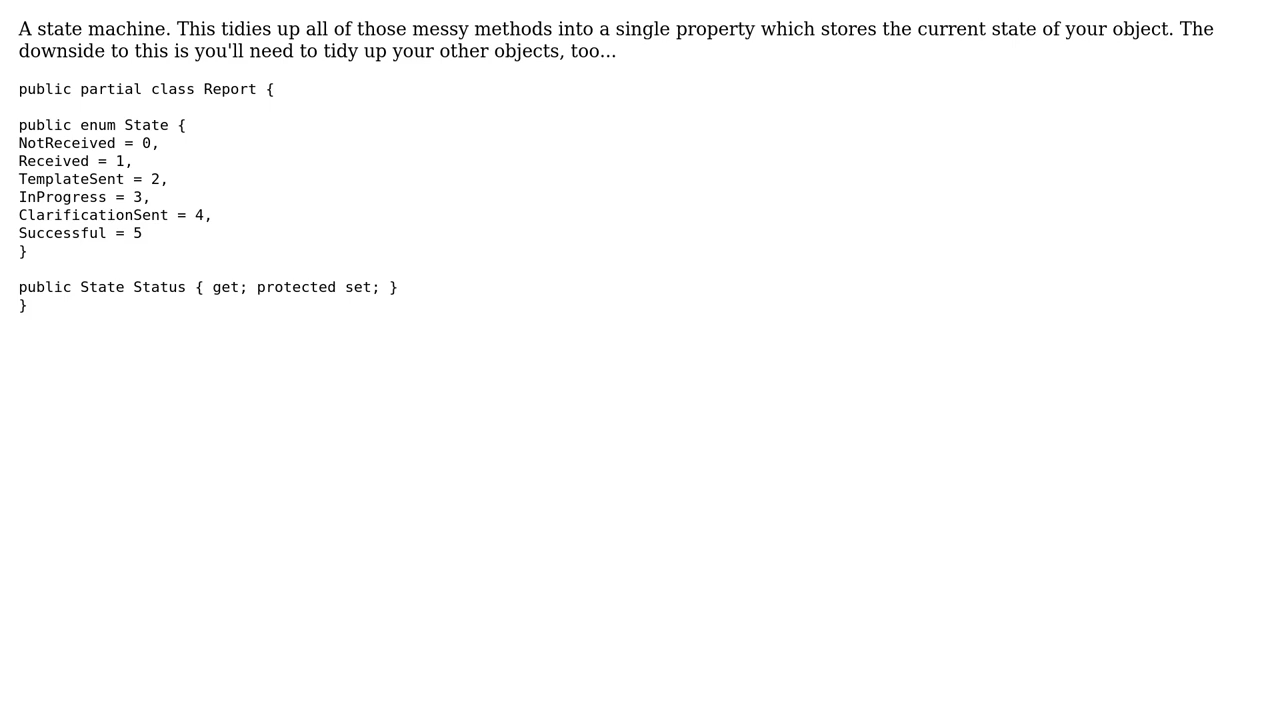 A state machine. This tidies up all of those messy methods into a single property which stores the current state of your object. The
downside to this is you'll need to tidy up your other objects, too...
public partial class Report {
public enum State {
NotReceived = 0,
Received = 1,
TemplateSent = 2,
InProgress = 3,
ClarificationSent = 4,
Successful = 5
}
public State Status { get; protected set; }
}